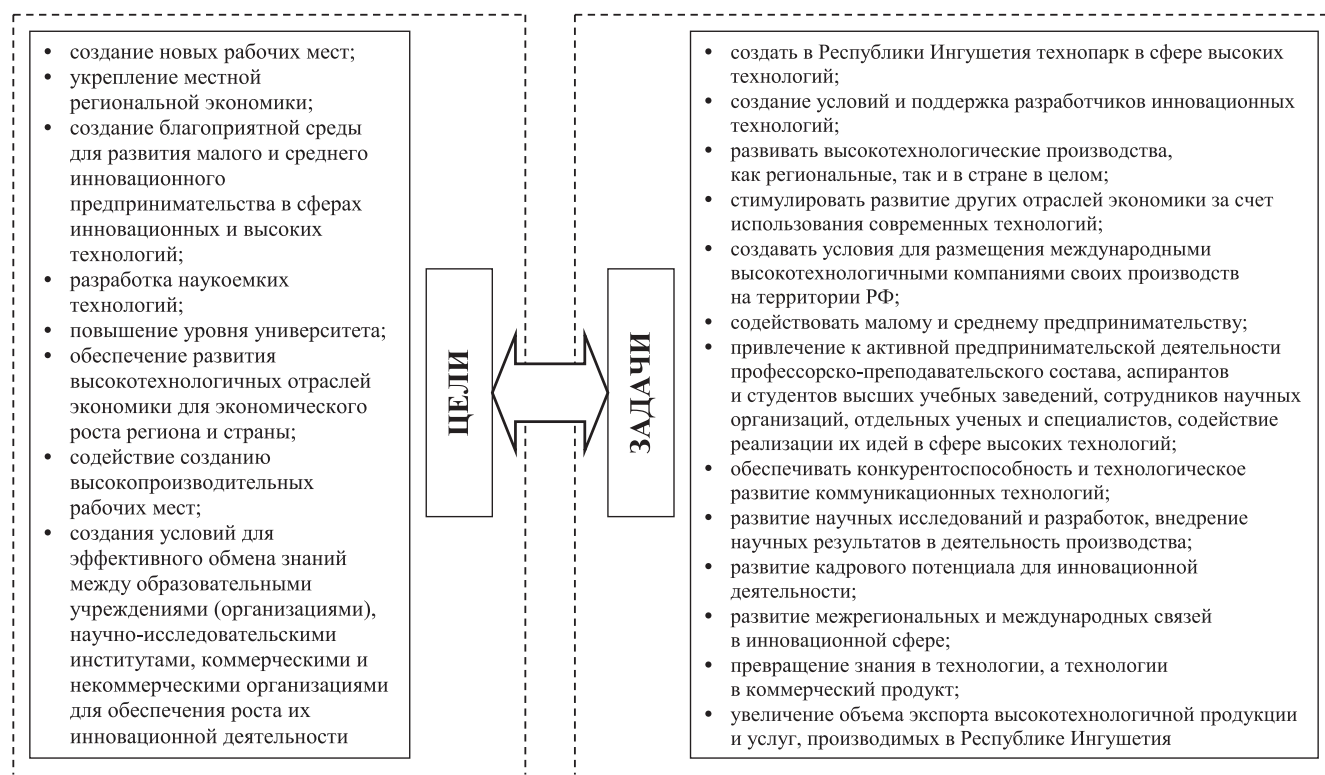 • создание новых рабочих мест;
• укрепление местной
региональной экономики;
• создание благоприятной среды
для развития малого и среднего
инновационного
предпринимательства в сферах
инновационных и высоких
технологий;
• разработка наукоемких
технологий;
• повышение уровня университета;
• обеспечение развития
высокотехнологичных отраслей
экономики для экономического
роста региона и страны;
• содействие созданию
высокопроизводительных
рабочих мест;
• создания условий для
эффективного обмена знаний
между образовательными
учреждениями (организациями),
научно-исследовательскими
институтами, коммерческими и
некоммерческими организациями
для обеспечения роста их
инновационной деятельности
ЦЕЛИ
ЗАДАЧИ
• создать в Республики Ингушетия технопарк в сфере высоких
технологий;
• создание условий и поддержка разработчиков инновационных
технологий;
• развивать высокотехнологические производства,
как региональные, так и в стране в целом;
• стимулировать развитие других отраслей экономики за счет
использования современных технологий;
• создавать условия для размещения международными
высокотехнологичными компаниями своих производств
на территории РФ;
• содействовать малому и среднему предпринимательству;
• привлечение к активной предпринимательской деятельности
профессорско-преподавательского состава, аспирантов
и студентов высших учебных заведений, сотрудников научных
организаций, отдельных ученых и специалистов, содействие
реализации их идей в сфере высоких технологий;
• обеспечивать конкурентоспособность и технологическое
развитие коммуникационных технологий;
• развитие научных исследований и разработок, внедрение
научных результатов в деятельность производства;
• развитие кадрового потенциала для инновационной
деятельности;
• развитие межрегиональных и международных связей
в инновационной сфере;
• превращение знания в технологии, а технологии
в коммерческий продукт;
• увеличение объема экспорта высокотехнологичной продукции
и услуг, производимых в Республике Ингушетия